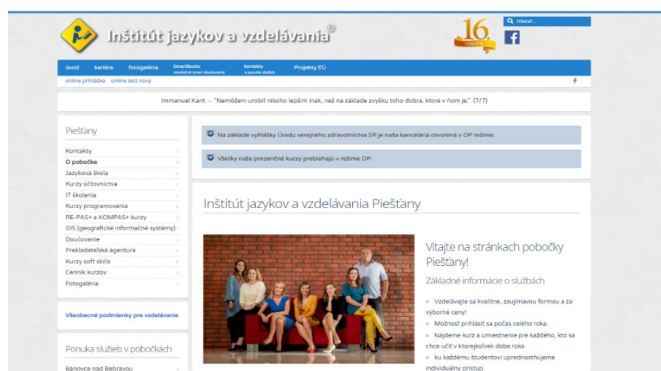 Inštitút jazykov a vzdelávania®
16
Hľadať...
úvod kariéra fotogaléria kontakty Projekty EÚ
online prihláška online test nový
Immanuel Kant - "Nemôžem urobiť nikoho lepším inak, než na základe zvyšku toho dobra, ktoré v ňom je." (7/7)
Piešťany
Kontakty
O pobočke
Jazyková škola
Kurzy účtovníctva
IT školenia
Kurzy programovania
RE-PAS+ a KOMPAS+ kurzy
GIS (geografické informačné systémy)
Doučovanie
Prekladateľská agentúra
Kurzy soft skills
Cenník kurzov
Fotogaléria
Všeobecné podmienky pre vzdelávanie
Ponuka služieb v pobočkách
Bánovce nad Bebravou
Na základe vyhlášky Úradu verejného zdravotníctva SR je naša kancelária otvorená v OP režime.
Všetky naše prezenčné kurzy prebiehajú v režime OP.
Inštitút jazykov a vzdelávania Piešťany
Vitajte na stránkach pobočky
Piešťany!
Základné informácie o službách
Vzdelávajte sa kvalitne, zaujímavou formou a za
výborné ceny!
Možnosť prihlásiť sa počas celého roka.
Nájdeme kurz a umiestnenie pre každého, kto sa
chce učiť v ktorejkoľvek dobe roka
ku každému študentovi uprednostňujeme
individuálny prístup.